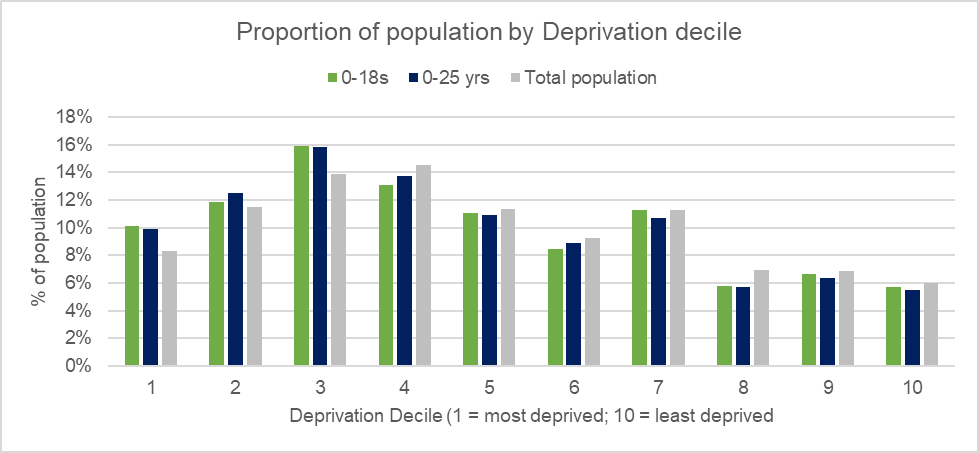 Proportion of population by Deprivation decile
0-18s 0-25 yrs Total population
% of population
18%
16%
14%
12%
10%
8%
6%
4%
2%
0%
1 2 3 4 5 6 7 8 9 10
Deprivation Decile (1 = most deprived; 10 = least deprived